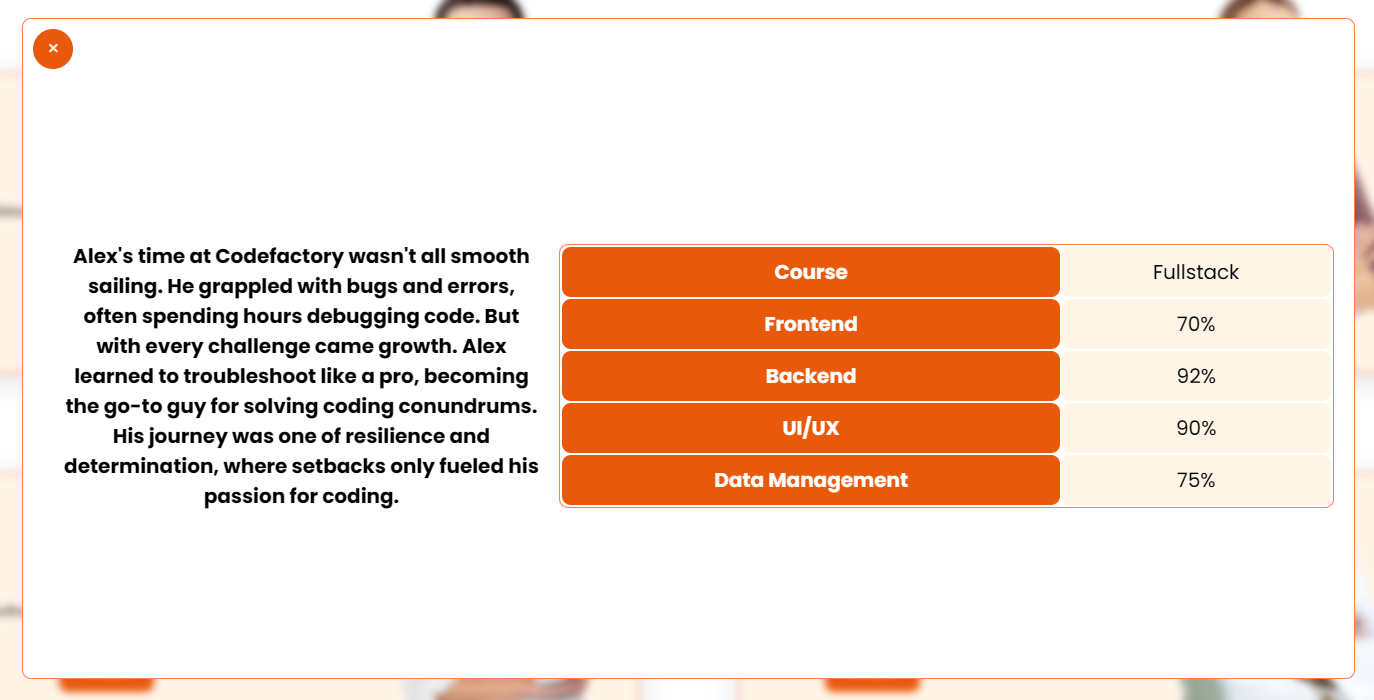 ×
Alex's time at Codefactory wasn't all smooth
sailing. He grappled with bugs and errors,
often spending hours debugging code. But
with every challenge came growth. Alex
learned to troubleshoot like a pro, becoming
the go-to guy for solving coding conundrums.
His journey was one of resilience and
determination, where setbacks only fueled his
passion for coding.
Course Fullstack
Frontend 70%
Backend 92%
UI/UX 90%
Data Management 75%